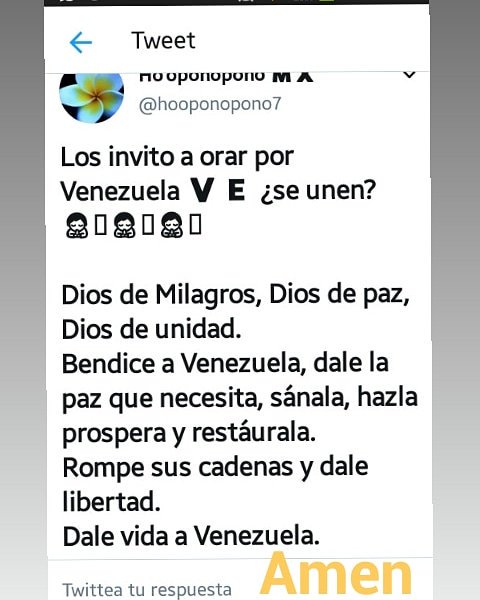 Tweet
Ho'oponopono M X
@hooponopono7
Los invito a orar por
Venezuela V E ¿se unen?
Dios de Milagros, Dios de paz,
Dios de unidad.
Bendice a Venezuela, dale la
paz que necesita, sánala, hazla
prospera y restáurala.
Rompe sus cadenas y dale
libertad.
Dale vida a Venezuela.
Twittea tu respuesta
Amen